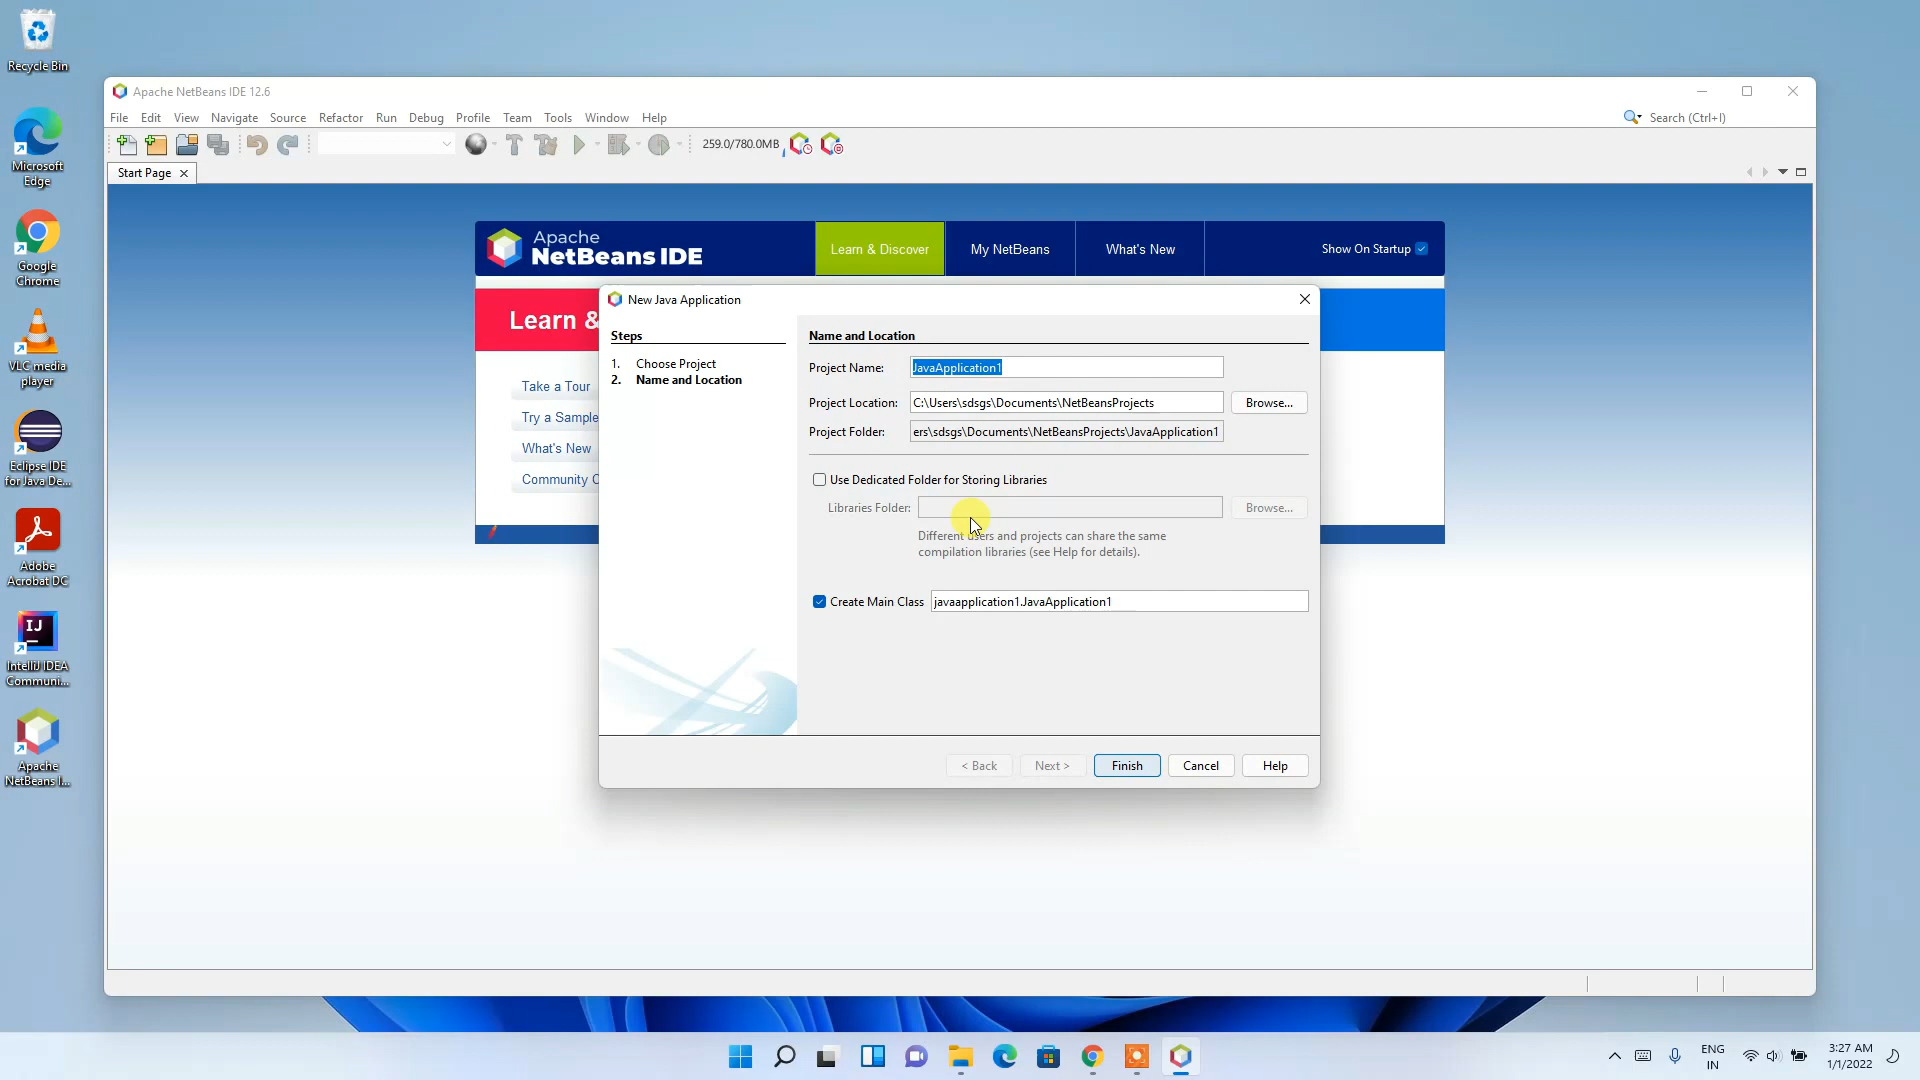 Recycle Bin
Microsoft
Edge
Google
Chrome
VLC media
player
Eclipse IDE
for Java De...
Adobe
Acrobat DC
IJ
IntelliJ IDEA
Communi...
Apache
NetBeans I...
Apache NetBeans IDE 12.6
File Edit View Navigate Source Refactor Run Debug Profile Team Tools Window Help
Search (Ctrl+I)
259.0/780.0MB
Start Page
Apache
NetBeans IDE
Learn & Discover
My NetBeans
What's New
Show On Startup
Learn &
Take a Tour
Try a Sample
What's New
Community
New Java Application
Steps
1. Choose Project
2. Name and Location
Name and Location
Project Name: JavaApplication1
Project Location: C:\Users\sdsgs\Documents\NetBeansProjects Browse...
Project Folder: ers\sdsgs\Documents\NetBeansProjects\JavaApplication1
Use Dedicated Folder for Storing Libraries
Libraries Folder: Browse...
Different users and projects can share the same
compilation libraries (see Help for details).
Create Main Class javaapplication1.JavaApplication1
< Back Next > Finish Cancel Help
ENG
IN
3:27 AM
1/1/2022